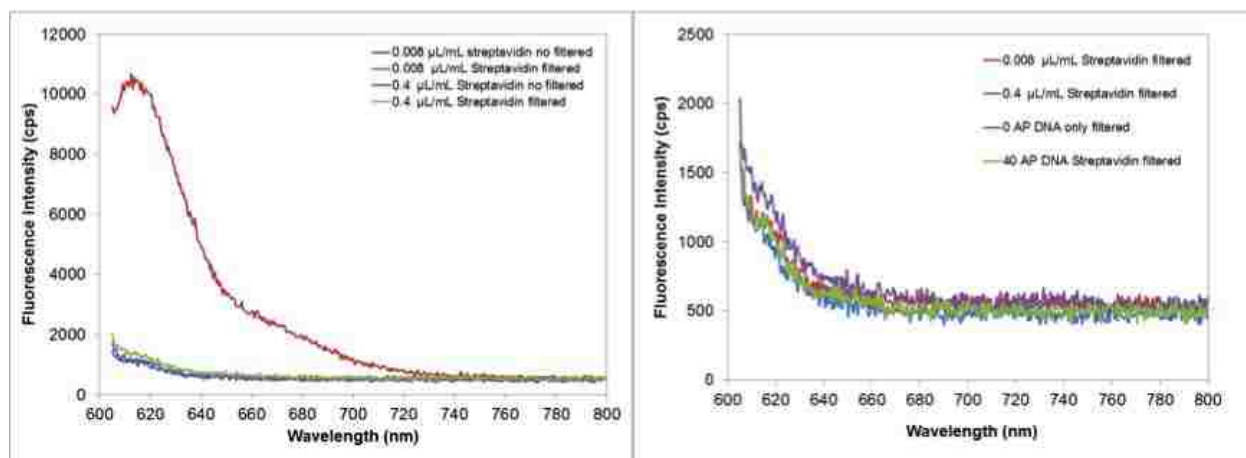 12000
10000
8000
6000
4000
2000
0
Fluorescence Intensity (cps)
0.008 µL/mL streptavidin no filtered
0.008 µL/mL Streptavidin filtered
0.4 µL/mL Streptavidin no filtered
0.4 µL/mL Streptavidin filtered
600 620 640 660 680 700 720 740 760 780 800
Wavelength (nm)
2500
2000
1500
1000
500
0
Fluorescence Intensity (cps)
0.008 µL/mL Streptavidin filtered
0.4 µL/mL Streptavidin filtered
0 AP DNA only filtered
40 AP DNA Streptavidin filtered
600 620 640 660 680 700 720 740 760 780 800
Wavelength (nm)